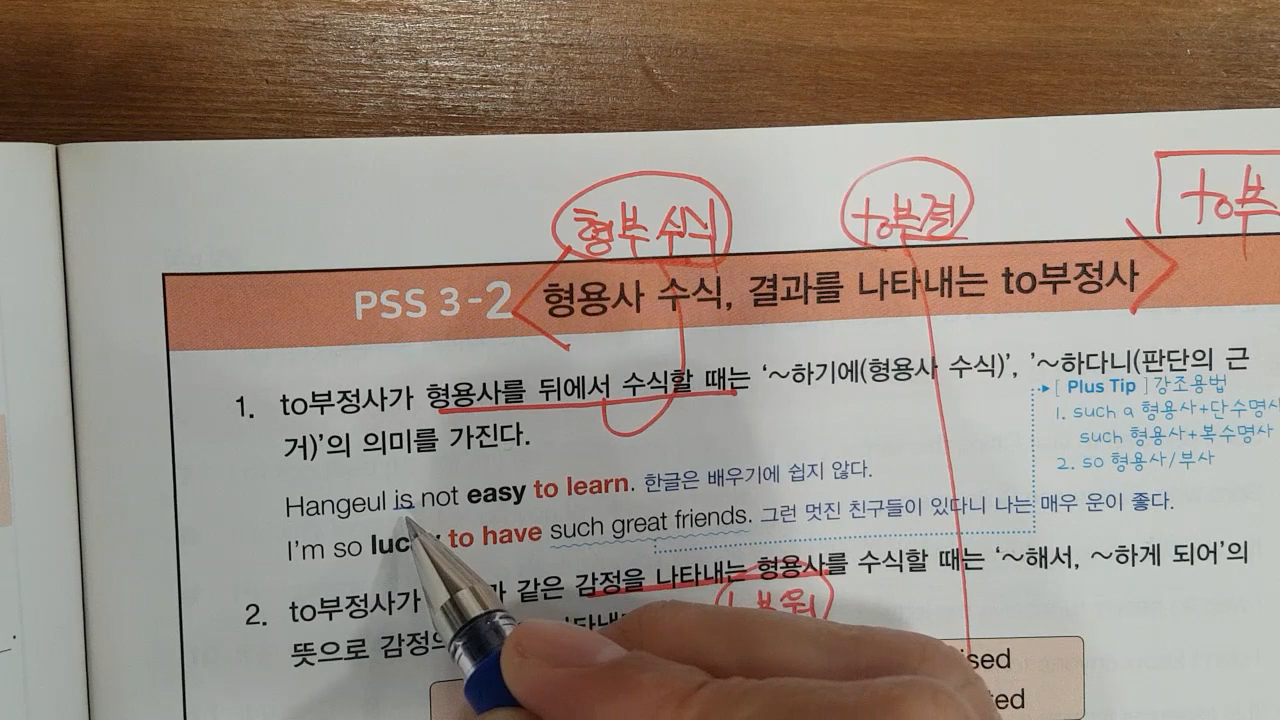 형부 수식
to부결
to부
PSS 3-2 형용사 수식, 결과를 나타내는 to부정사
1. to부정사가 형용사를 뒤에서 수식할 때는 '~하기에(형용사 수식)', '~하다니(판단의 근
거)'의 의미를 가진다.
[ Plus Tip ] 강조용법
1. such a 형용사+단수명사
such 형용사+복수명사
2. so 형용사/부사
Hangeul is not easy to learn. 한글은 배우기에 쉽지 않다.
I'm so to have such great friends. 그런 멋진 친구들이 있다니 나는 매우 운이 좋다.
2. to부정사가 같은 감정을 나타내는 형용사를 수식할 때는 '~해서, ~하게 되어'의
뜻으로